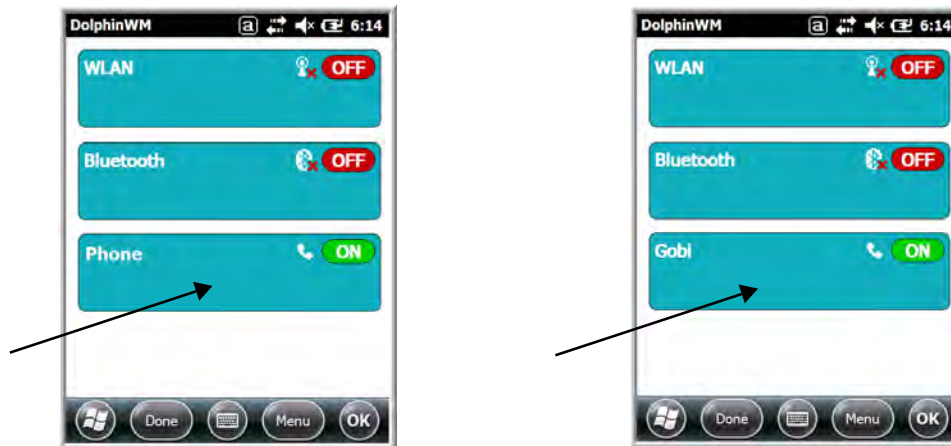 DolphinWM a 6:14
WLAN OFF
Bluetooth OFF
Phone ON
Done Menu OK
DolphinWM a 6:14
WLAN OFF
Bluetooth OFF
Gobi ON
Done Menu OK